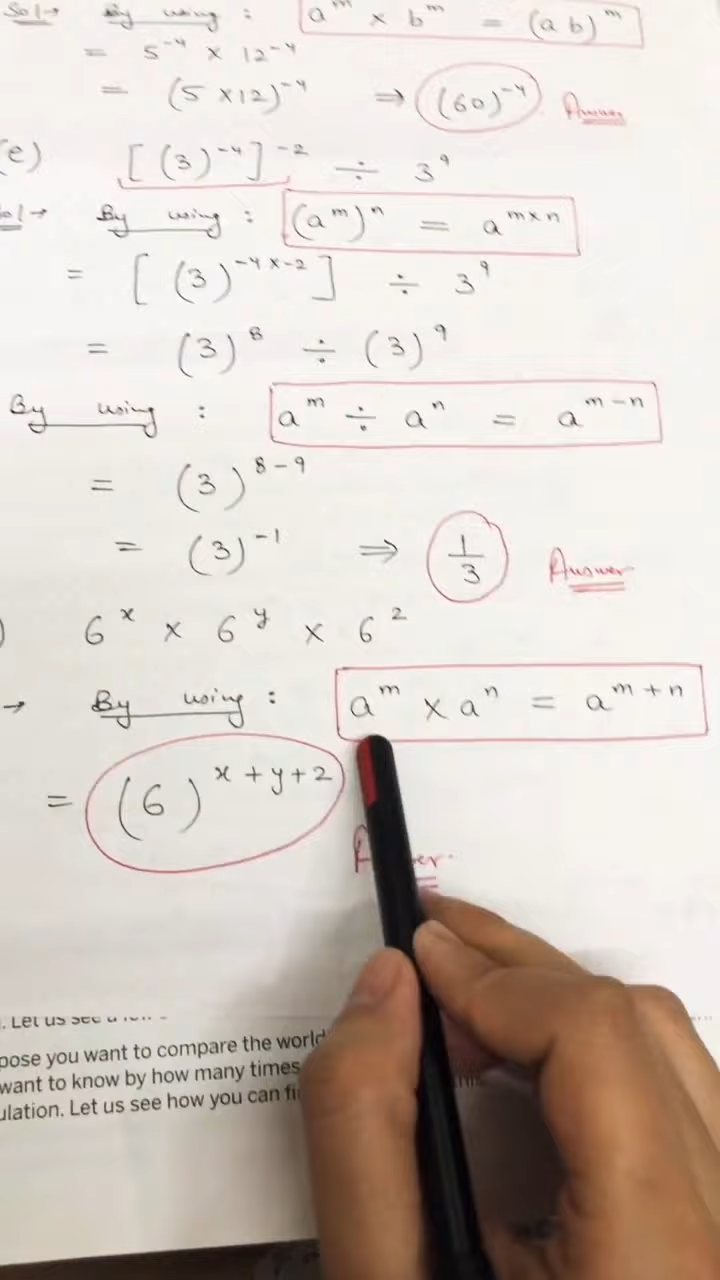 Sol→ By using : a^m × b^m = (ab)^m
= 5^-4 × 12^-4
= (5 × 12)^-4 ⇒ (60)^-4 Answer
(e) [(3)^-4]^-2 ÷ 3^9
Sol→ By using : (a^m)^n = a^m×n
= [(3)^-4×-2] ÷ 3^9
= (3)^8 ÷ (3)^9
By using : a^m ÷ a^n = a^m-n
= (3)^8-9
= (3)^-1 ⇒ 1/3 Answer
) 6^x × 6^y × 6^2
→ By using : a^m × a^n = a^m+n
= (6)^x+y+2
. Let us see
pose you want to compare the world
want to know by how many times
ulation. Let us see how you can